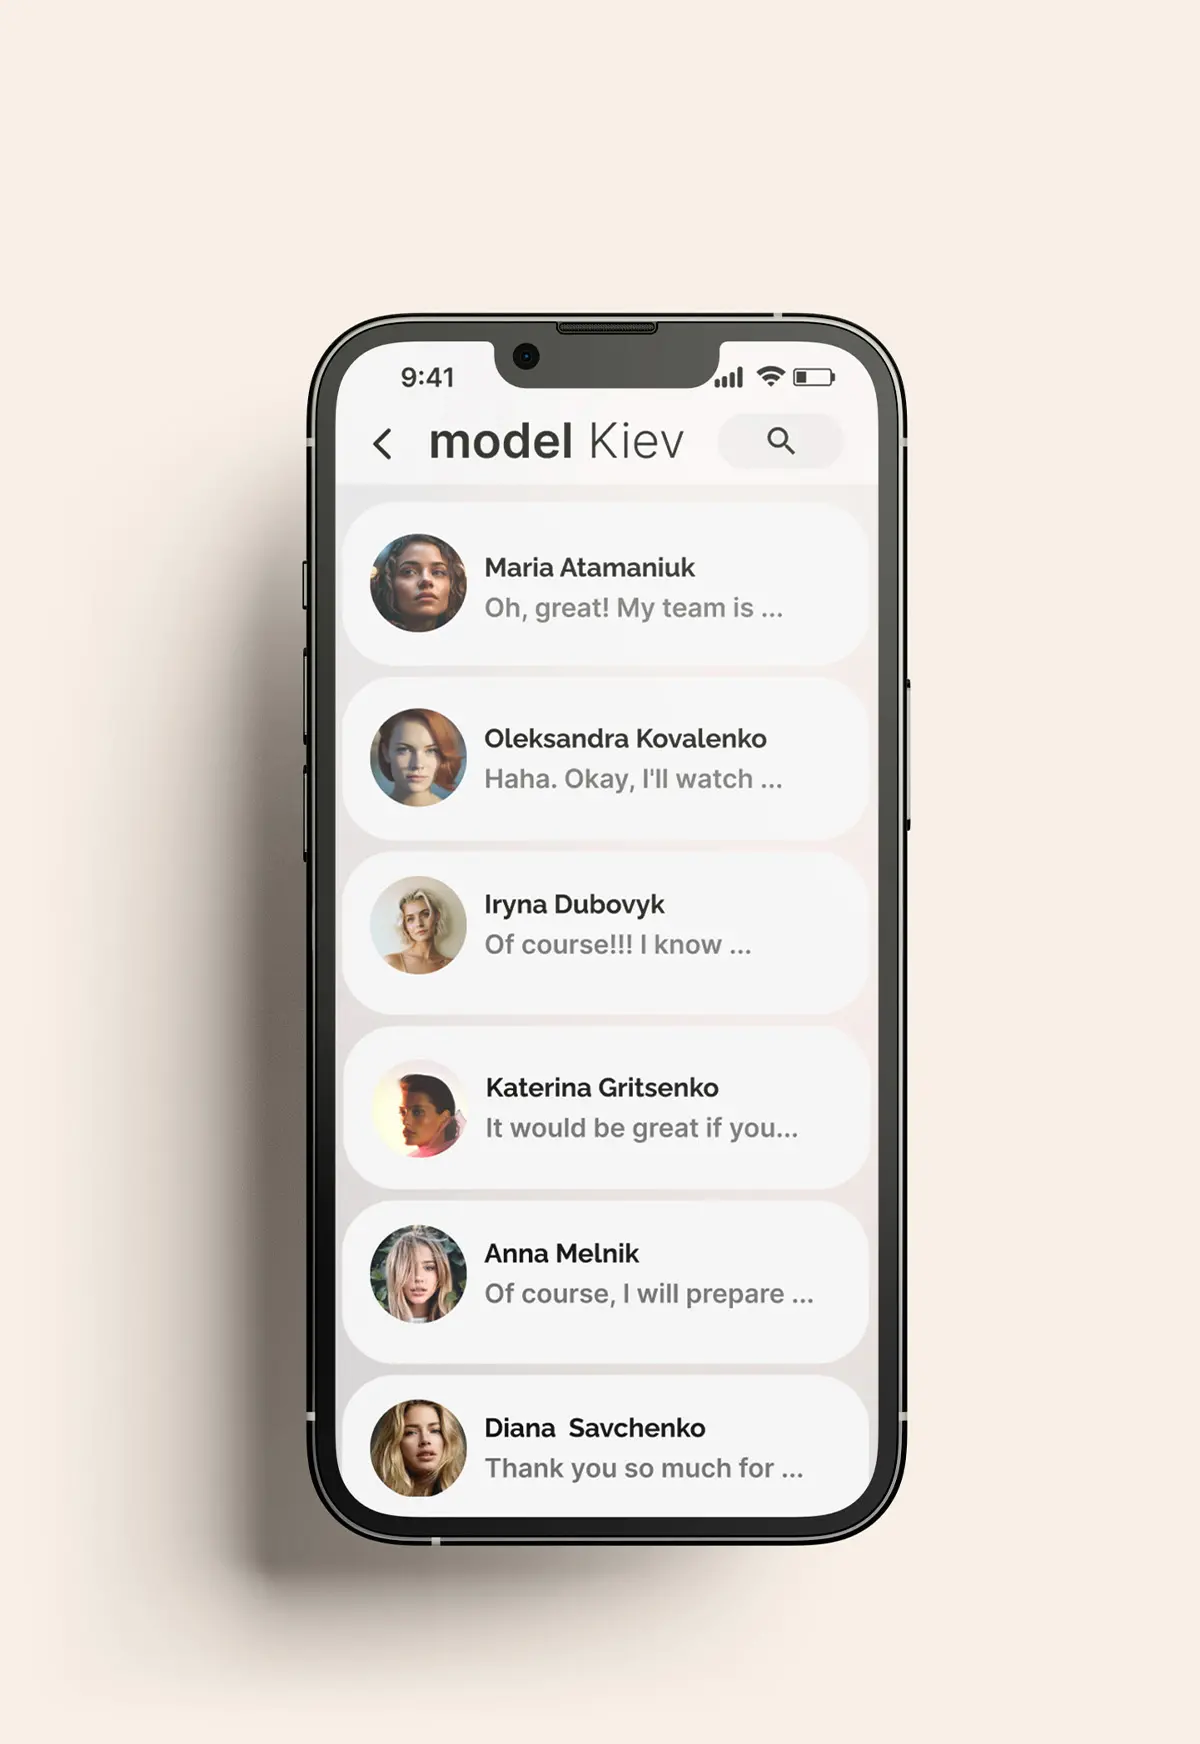 9:41
model Kiev
Maria Atamaniuk
Oh, great! My team is ...
Oleksandra Kovalenko
Haha. Okay, I'll watch ...
Iryna Dubovyk
Of course!!! I know ...
Katerina Gritsenko
It would be great if you...
Anna Melnik
Of course, I will prepare ...
Diana  Savchenko
Thank you so much for ...